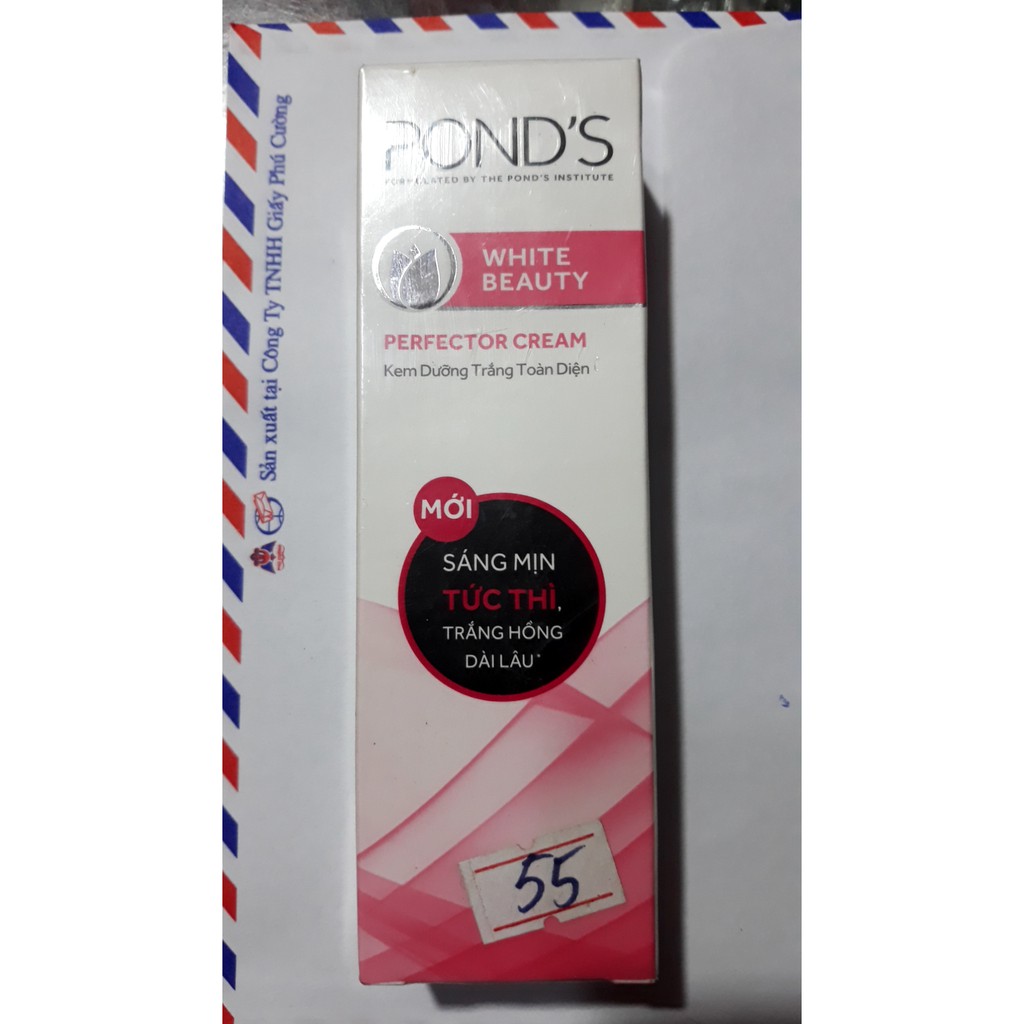 POND'S
FORMULATED BY THE POND'S INSTITUTE
WHITE
BEAUTY
PERFECTOR CREAM
Kem Dưỡng Trắng Toàn Diện
MỚI
SÁNG MỊN
TỨC THÌ,
TRẮNG HỒNG
DÀI LÂU*
55
Sản xuất tại Công Ty TNHH Giấy Phú Cường